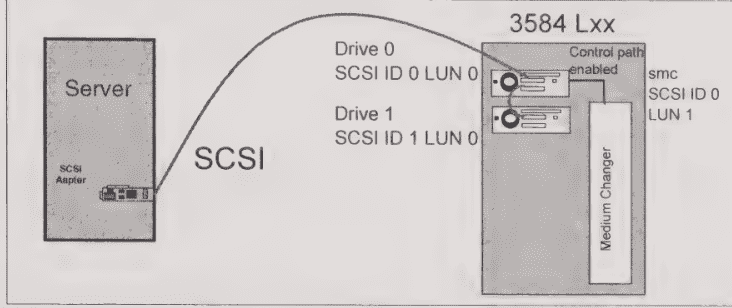 3584 Lxx
Server
SCSI
Aapter
SCSI
Drive 0
SCSI ID 0 LUN 0
Drive 1
SCSI ID 1 LUN 0
Control path
enabled
smc
SCSI ID 0
LUN 1
Medium Changer